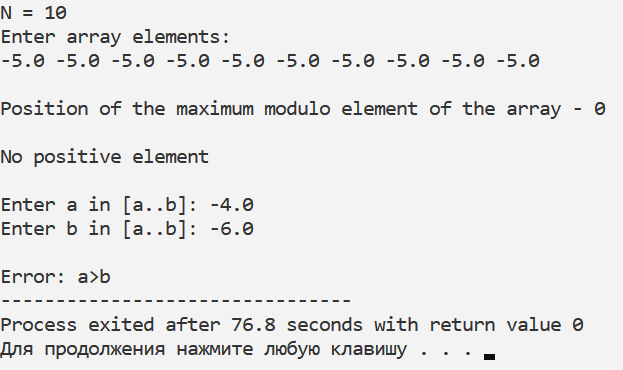 N = 10
Enter array elements:
-5.0 -5.0 -5.0 -5.0 -5.0 -5.0 -5.0 -5.0 -5.0 -5.0
Position of the maximum modulo element of the array - 0
No positive element
Enter a in [a..b]: -4.0
Enter b in [a..b]: -6.0
Error: a>b
--------------------------------
Process exited after 76.8 seconds with return value 0
Для продолжения нажмите любую клавишу . . .